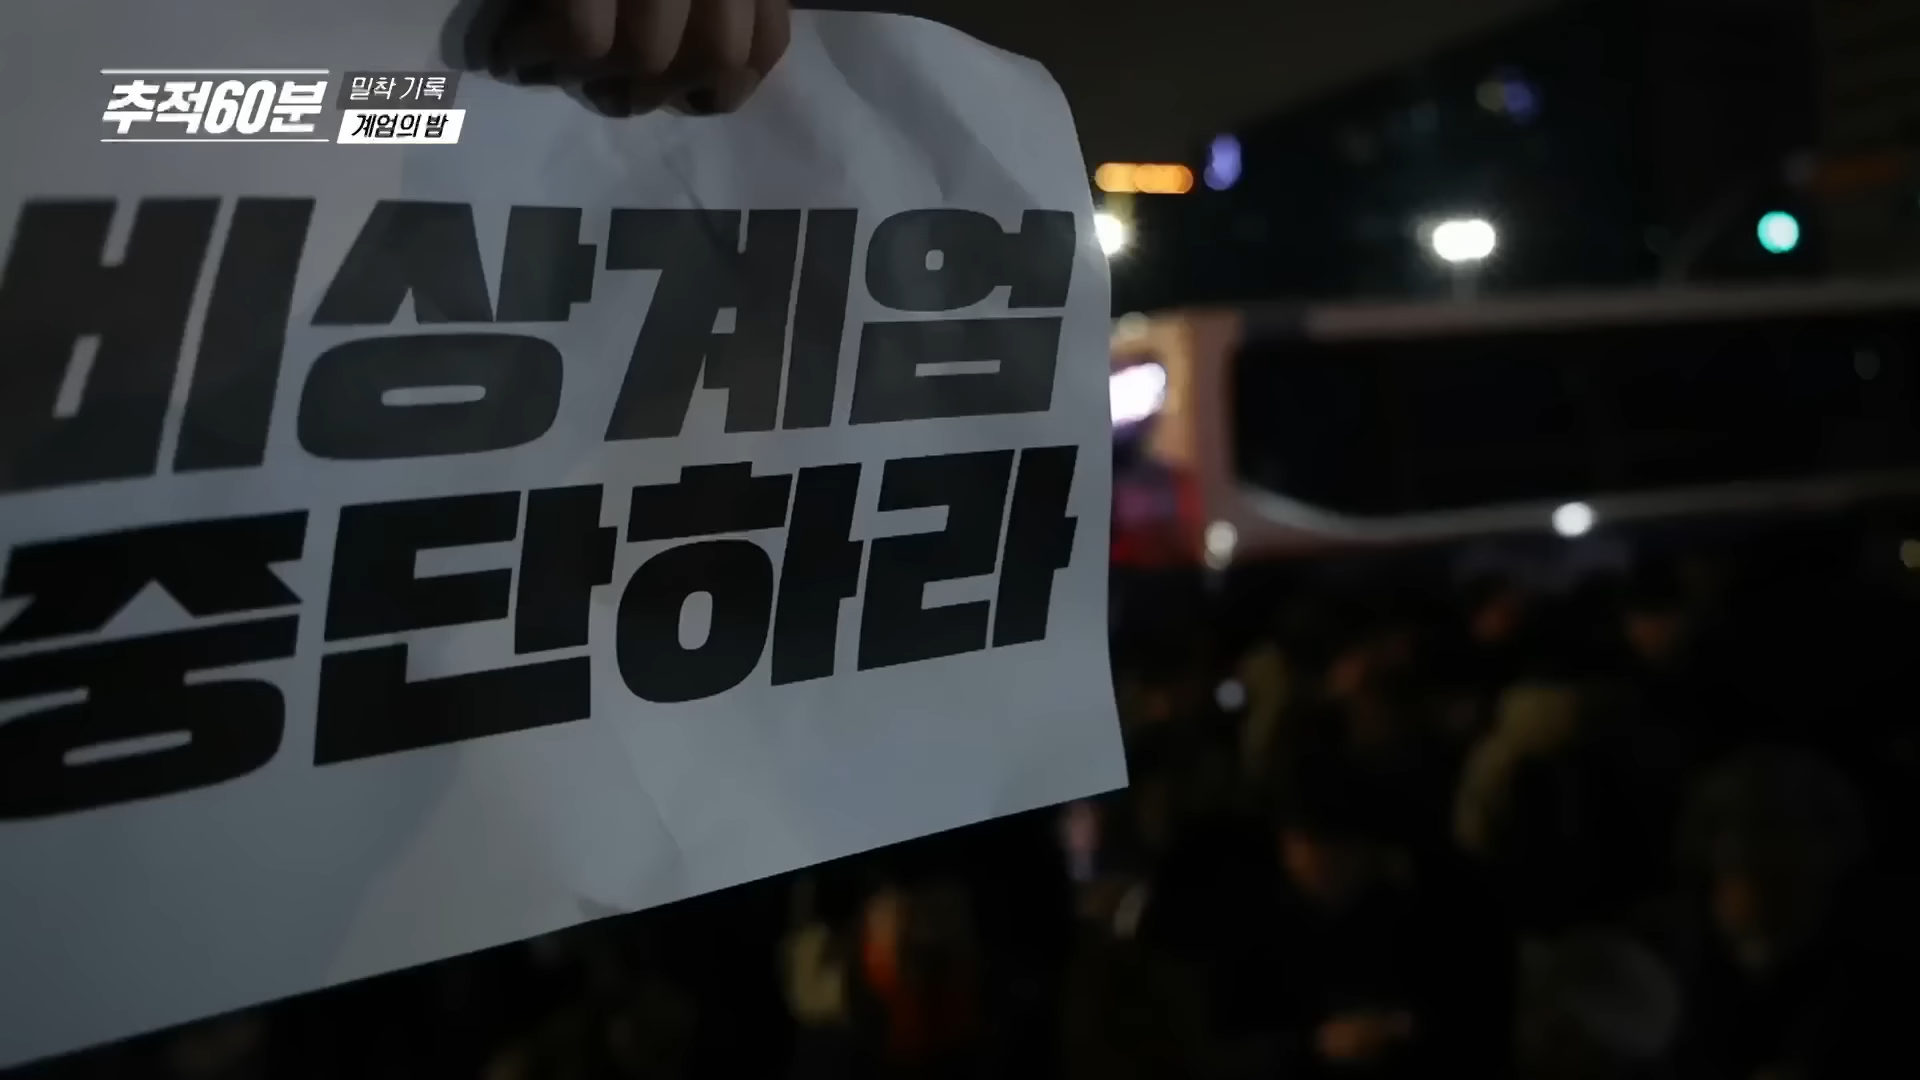 추적60분
밀착 기록
계엄의 밤
비상계엄
중단하라